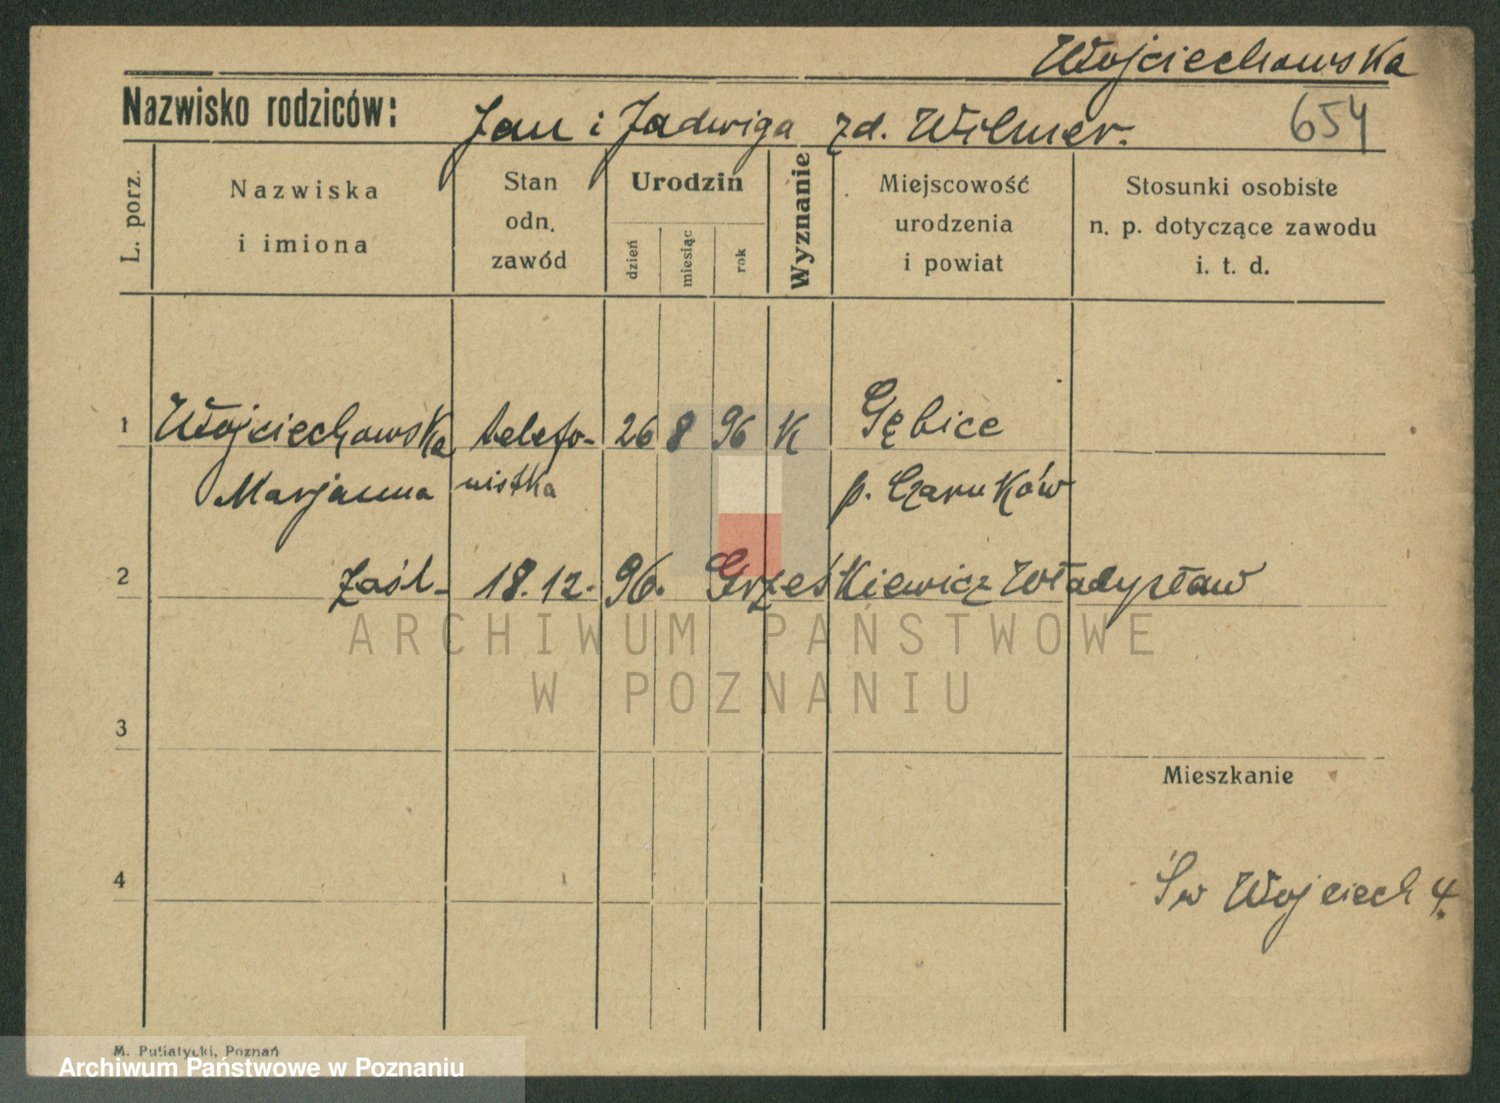 Wojciechowska
Nazwisko rodziców: Jan i Jadwiga zd. Wilmer. 654
L. porz.
Nazwiska
i imiona
Stan
odn.
zawód
Urodzin
dzień
miesiąc
rok
Wyznanie
Miejscowość
urodzenia
i powiat
Stosunki osobiste
n. p. dotyczące zawodu
i. t. d.
1 Wojciechowska telefo- 26 8 96 K Gębice
Marjanna nistka p. Czarnków
2 Zaśl- 18.12.- 96. Grześkiewicz Władysław
ARCHIWUM PAŃSTWOWE
W POZNANIU
3
Mieszkanie
4 Św Wojciech 4.
M. Putiatycki, Poznań
Archiwum Państwowe w Poznaniu